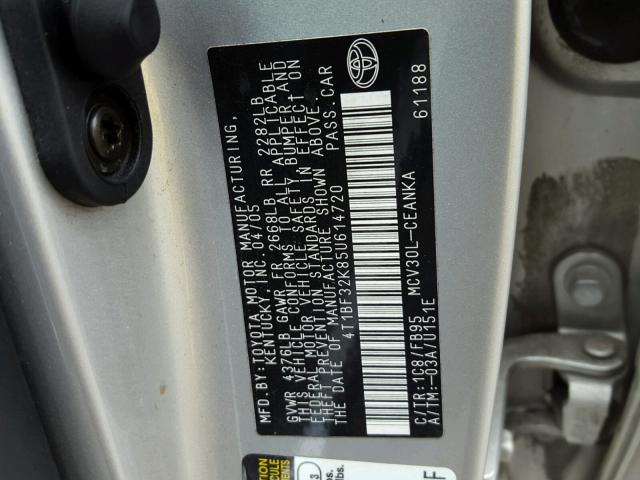 MFD.BY:TOYOTA MOTOR MANUFACTURING,
KENTUCKY, INC. 04/05
GVWR 4376LB GAWR FR 2668LB RR 2282LB
THIS VEHICLE CONFORMS TO ALL APPLICABLE
FEDERAL MOTOR VEHICLE SAFETY, BUMPER, AND
THEFT PREVENTION STANDARDS IN EFFECT ON
THE DATE OF MANUFACTURE SHOWN ABOVE.
4T1BF32K85U614720 PASS.CAR
C/TR:1C8/FB95 MCV30L-CEANKA
A/TM:-03A/U151E 61188
F